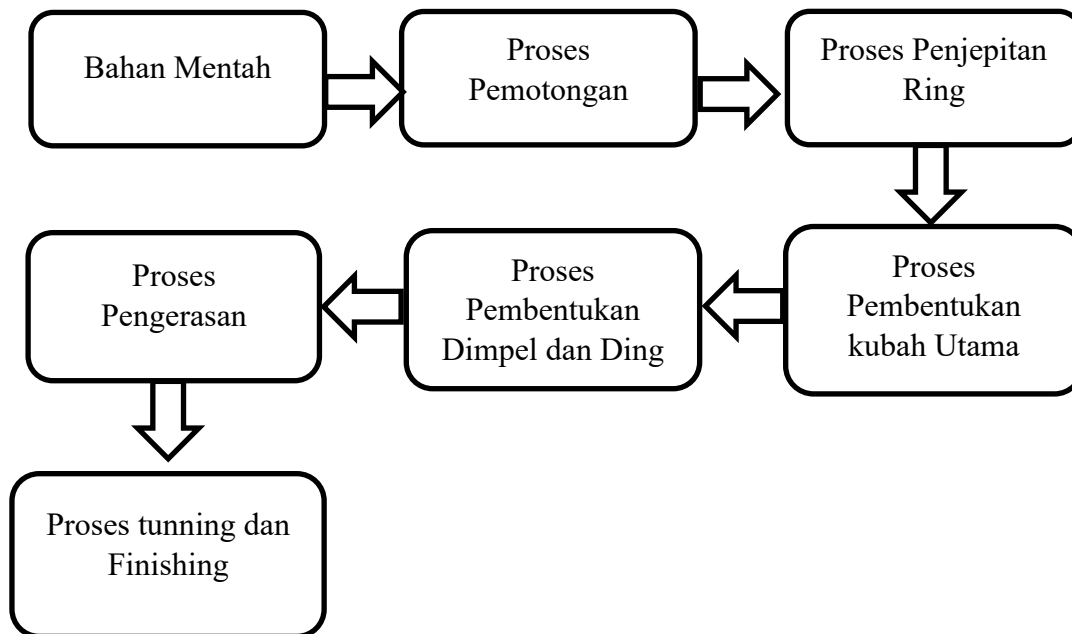 Bahan Mentah
Proses
Pemotongan
Proses Penjepitan
Ring
Proses
Pembentukan
kubah Utama
Proses
Pembentukan
Dimpel dan Ding
Proses
Pengerasan
Proses tunning dan
Finishing